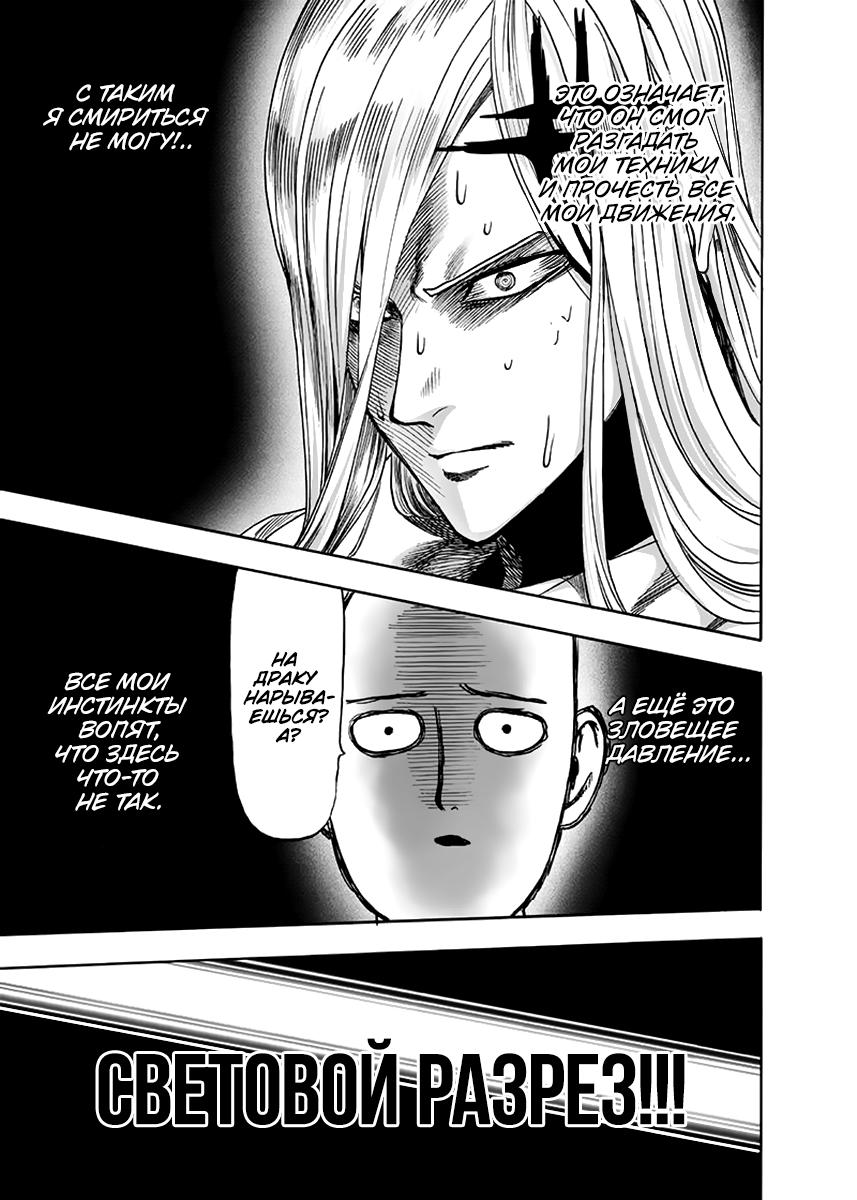 ЭТО ОЗНАЧАЕТ,
ЧТО ОН СМОГ
РАЗГАДАТЬ
МОИ ТЕХНИКИ
И ПРОЧЕСТЬ ВСЕ
МОИ ДВИЖЕНИЯ.
С ТАКИМ
Я СМИРИТЬСЯ
НЕ МОГУ!..
А ЕЩЁ ЭТО
ЗЛОВЕЩЕЕ
ДАВЛЕНИЕ...
НА
ДРАКУ
НАРЫВА-
ЕШЬСЯ?
А?
ВСЕ МОИ
ИНСТИНКТЫ
ВОПЯТ,
ЧТО ЗДЕСЬ
ЧТО-ТО
НЕ ТАК.
СВЕТОВОЙ РАЗРЕЗ!!!